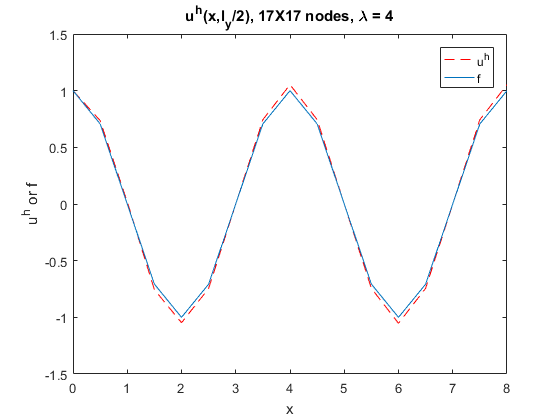 u^h(x,l_y/2), 17X17 nodes, λ = 4
1.5
1
0.5
0
-0.5
-1
-1.5
u^h or f
u^h
f
0 1 2 3 4 5 6 7 8
x